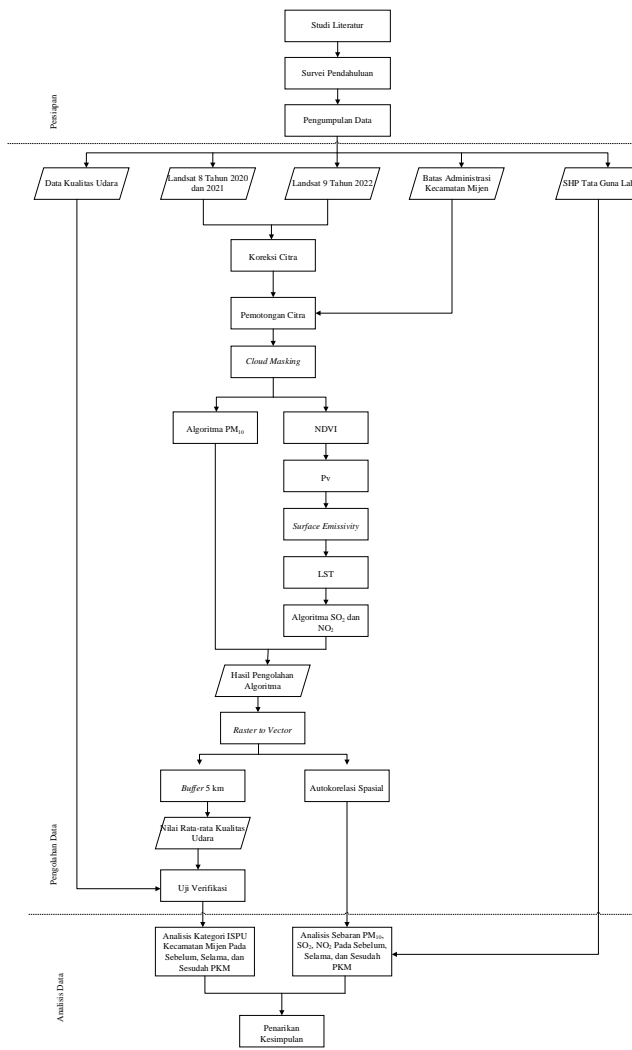 Studi Literatur
Survei Pendahuluan
Pengumpulan Data
Persiapan
Data Kualitas Udara
Landsat 8 Tahun 2020
dan 2021
Landsat 9 Tahun 2022
Batas Administrasi
Kecamatan Mijen
SHP Tata Guna Lah
Koreksi Citra
Pemotongan Citra
Cloud Masking
Algoritma PM₁₀
NDVI
Pv
Surface Emissivity
LST
Algoritma SO₂ dan
NO₂
Hasil Pengolahan
Algoritma
Raster to Vector
Buffer 5 km
Autokorelasi Spasial
Nilai Rata-rata Kualitas
Udara
Uji Verifikasi
Pengolahan Data
Analisis Kategori ISPU
Kecamatan Mijen Pada
Sebelum, Selama, dan
Sesudah PKM
Analisis Sebaran PM₁₀,
SO₂, NO₂ Pada Sebelum,
Selama, dan Sesudah
PKM
Analisis Data
Penarikan
Kesimpulan